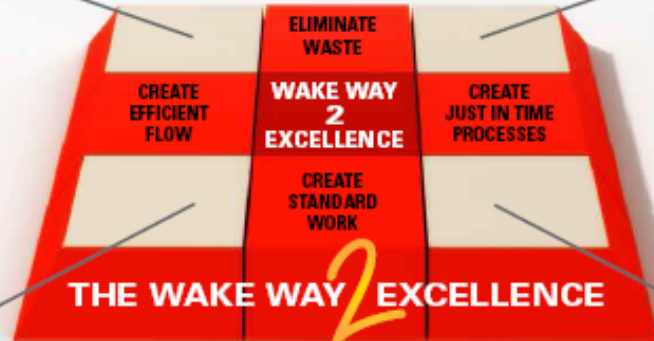 ELIMINATE
WASTE
CREATE
EFFICIENT
FLOW
WAKE WAY
2
EXCELLENCE
CREATE
JUST IN TIME
PROCESSES
CREATE
STANDARD
WORK
THE WAKE WAY 2 EXCELLENCE